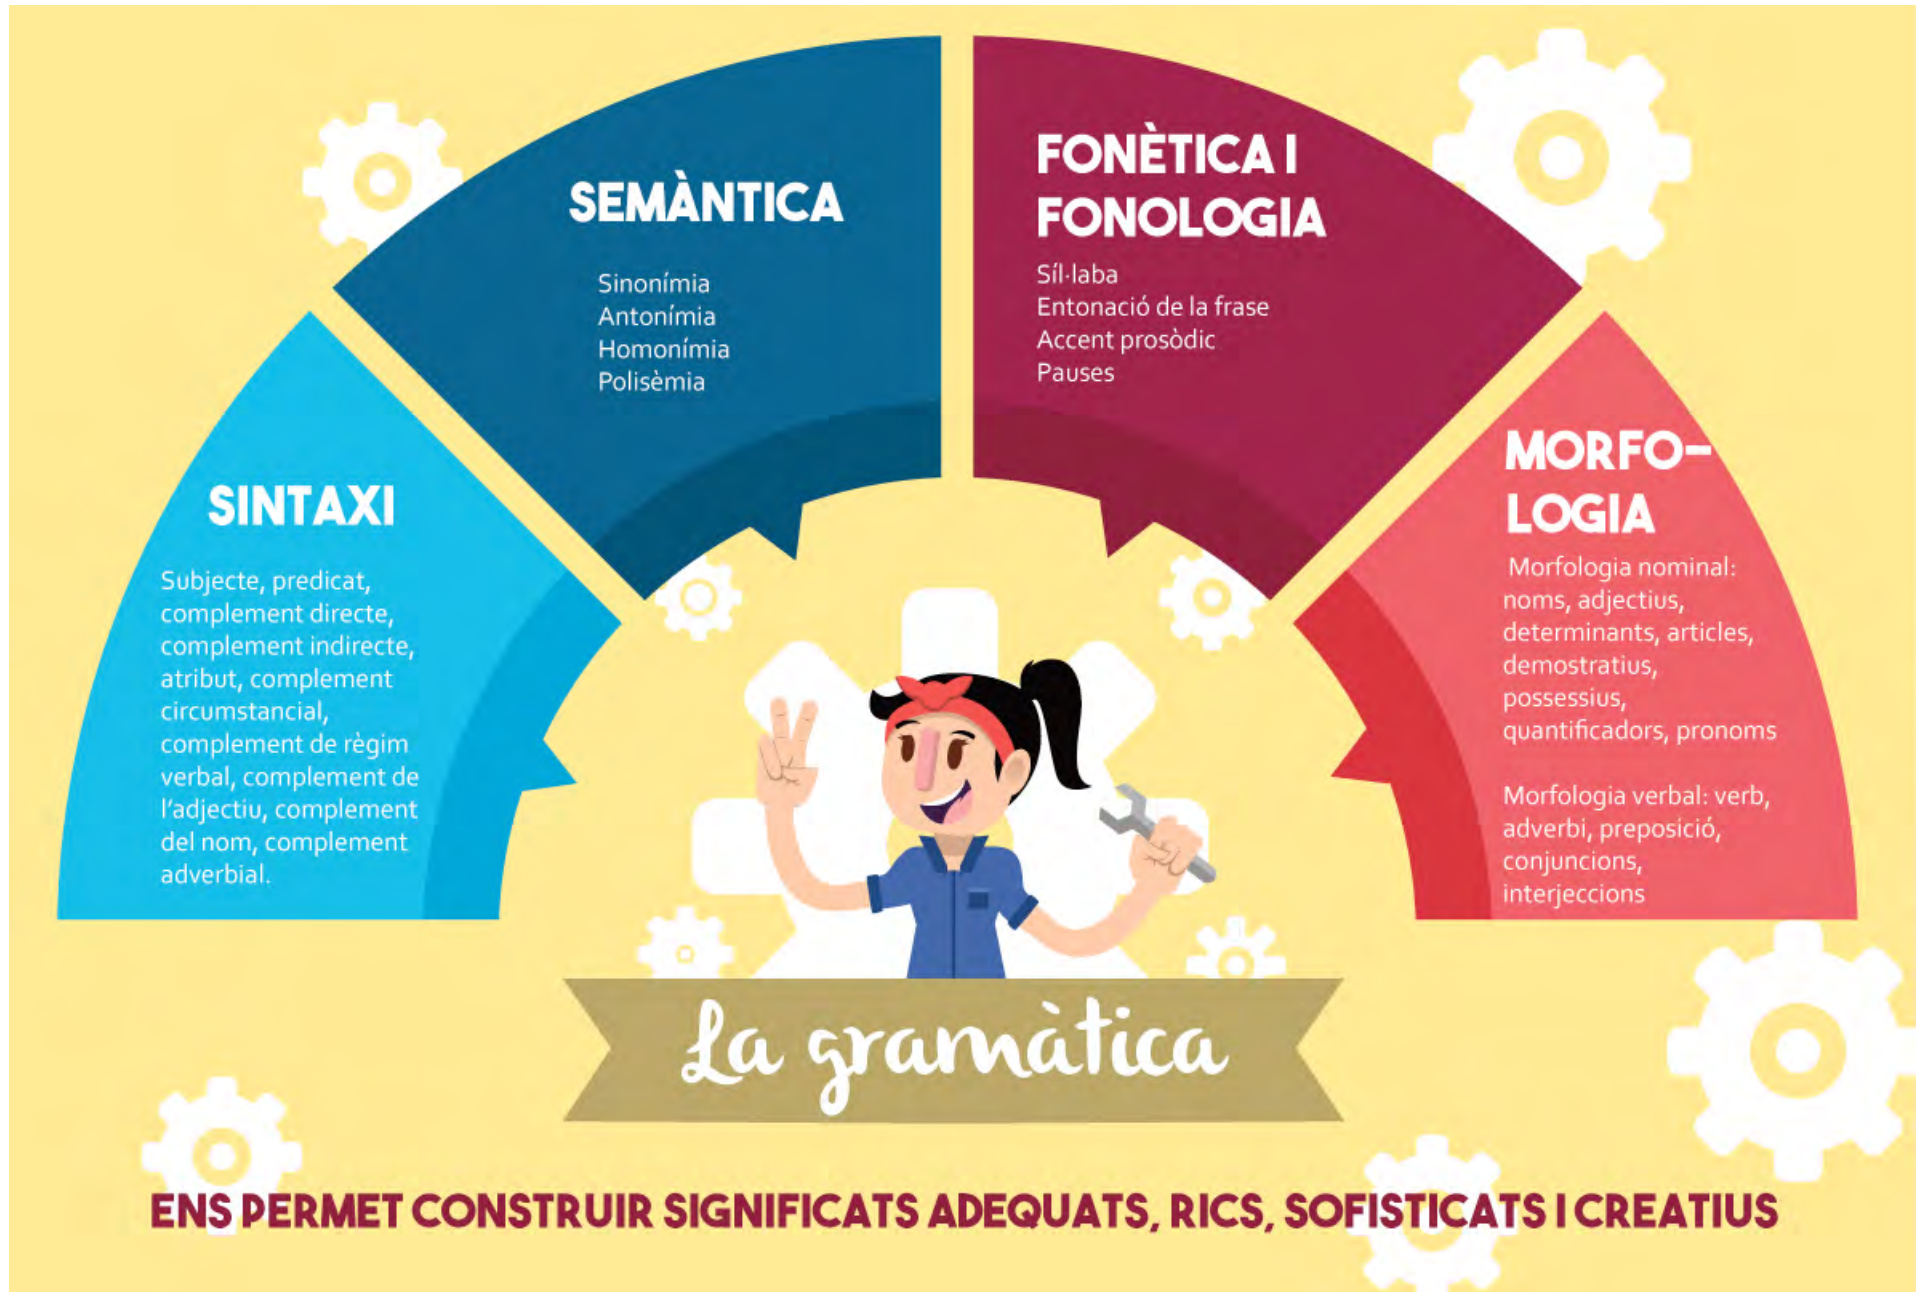 SINTAXI
Subjecte, predicat,
complement directe,
complement indirecte,
atribut, complement
circumstancial,
complement de règim
verbal, complement de
l'adjectiu, complement
del nom, complement
adverbial.
SEMÀNTICA
Sinonímia
Antonímia
Homonímia
Polisèmia
FONÈTICA I
FONOLOGIA
Síl·laba
Entonació de la frase
Accent prosòdic
Pauses
MORFO-
LOGIA
Morfologia nominal:
noms, adjectius,
determinants, articles,
demostratius,
possessius,
quantificadors, pronoms
Morfologia verbal: verb,
adverbi, preposició,
conjuncions,
interjeccions
La gramàtica
ENS PERMET CONSTRUIR SIGNIFICATS ADEQUATS, RICS, SOFISTICATS I CREATIUS